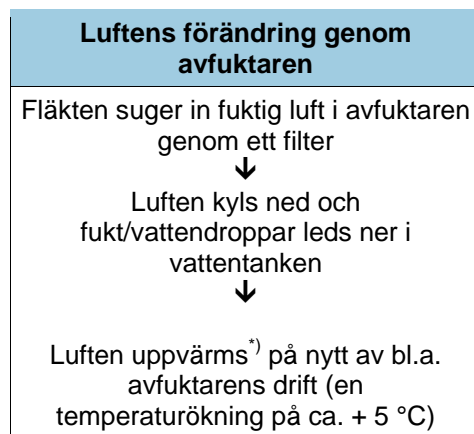 Luftens förändring genom
avfuktaren
Fläkten suger in fuktig luft i avfuktaren
genom ett filter
↓
Luften kyls ned och
fukt/vattendroppar leds ner i
vattentanken
↓
Luften uppvärms*) på nytt av bl.a.
avfuktarens drift (en
temperaturökning på ca. + 5 °C)